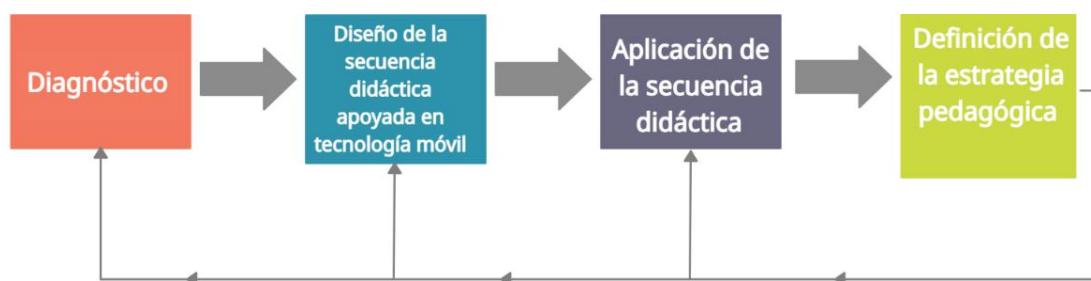 Diagnóstico
Diseño de la
secuencia
didáctica
apoyada en
tecnología móvil
Aplicación de
la secuencia
didáctica
Definición de
la estrategia
pedagógica